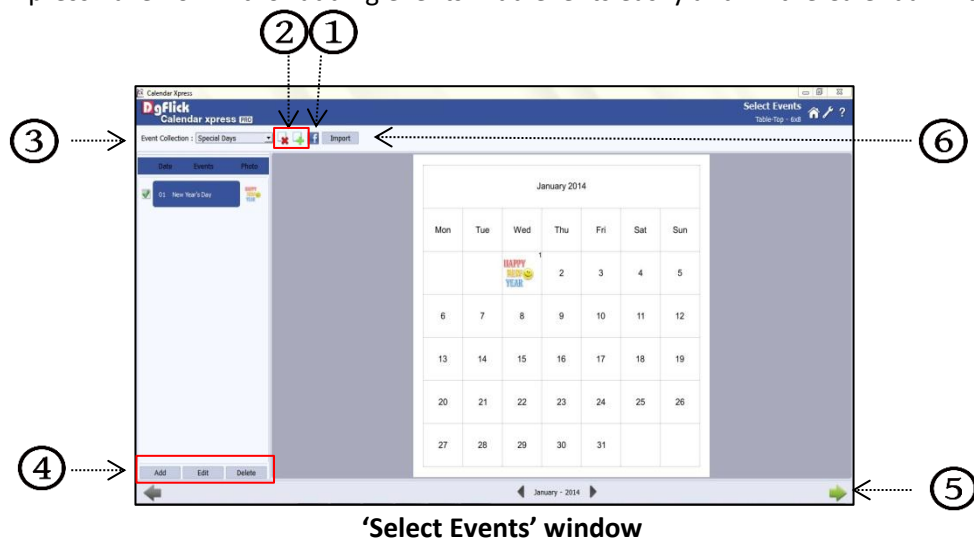 ② ①
Calendar Xpress
DgFlick
Calendar xpress PRO
Select Events
Table-Top - 6x8
?
③
Event Collection : Special Days
f
Import
⑥
Date Events Photo
01 New Year's Day
HAPPY
YEAR
January 2014
Mon Tue Wed Thu Fri Sat Sun
HAPPY
YEAR
1 2 3 4 5
6 7 8 9 10 11 12
13 14 15 16 17 18 19
20 21 22 23 24 25 26
27 28 29 30 31
④
Add Edit Delete
January - 2014
⑤
‘Select Events’ window